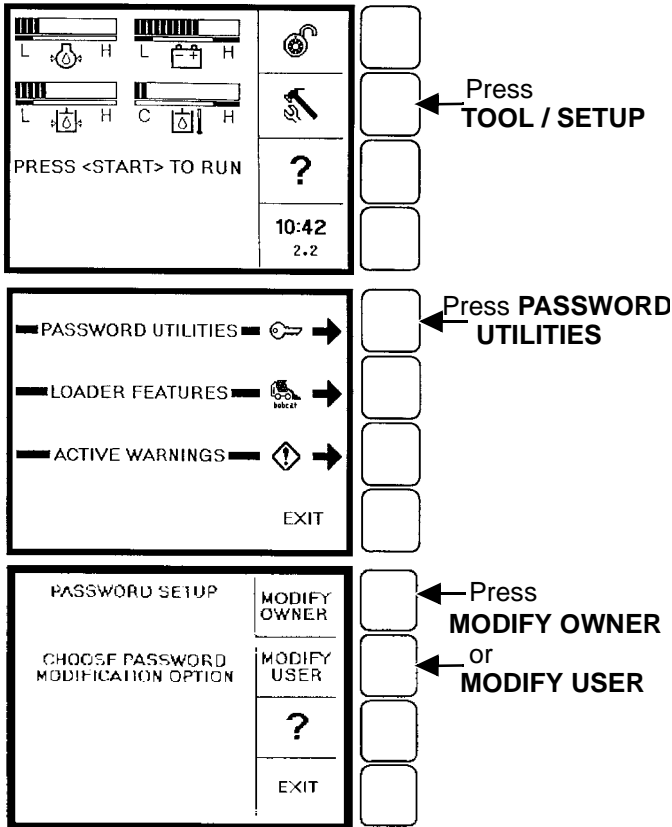 L H L H
Press
TOOL / SETUP
L H C H
PRESS <START> TO RUN
?
10:42
2.2
Press PASSWORD
UTILITIES
PASSWORD UTILITIES
LOADER FEATURES
bobcat
ACTIVE WARNINGS
EXIT
PASSWORD SETUP
MODIFY
OWNER
Press
MODIFY OWNER
CHOOSE PASSWORD
MODIFICATION OPTION
MODIFY
USER
or
MODIFY USER
?
EXIT